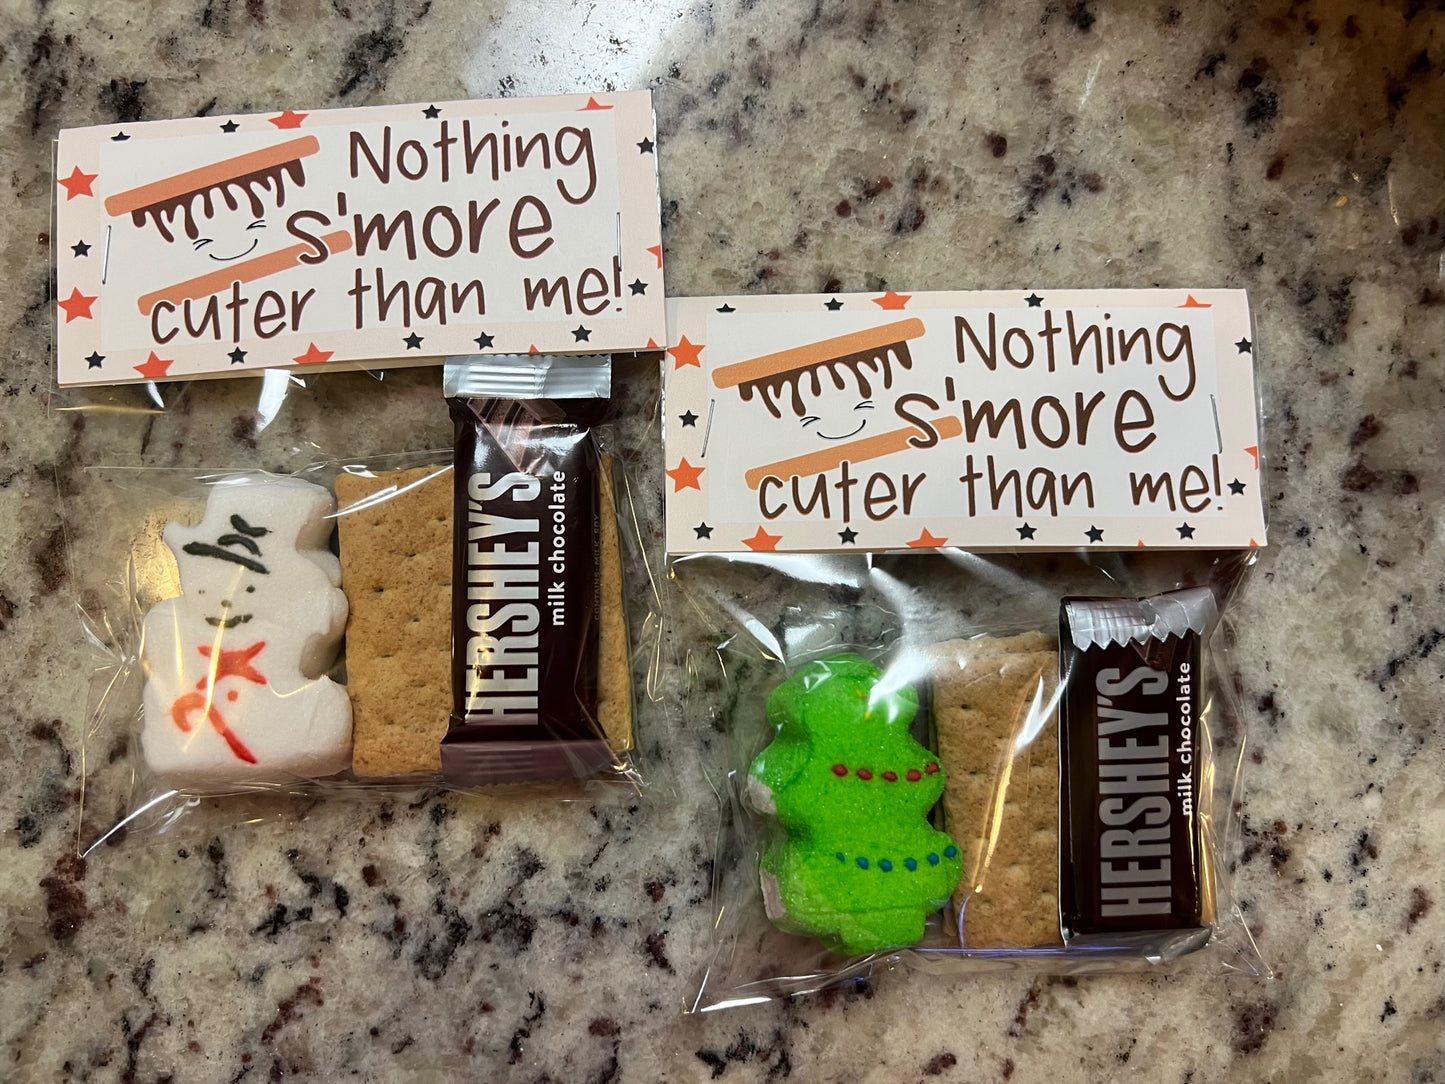 Nothing
s'more
cuter than me!
HERSHEY'S
milk chocolate
Nothing
s'more
cuter than me!
HERSHEY'S
milk chocolate